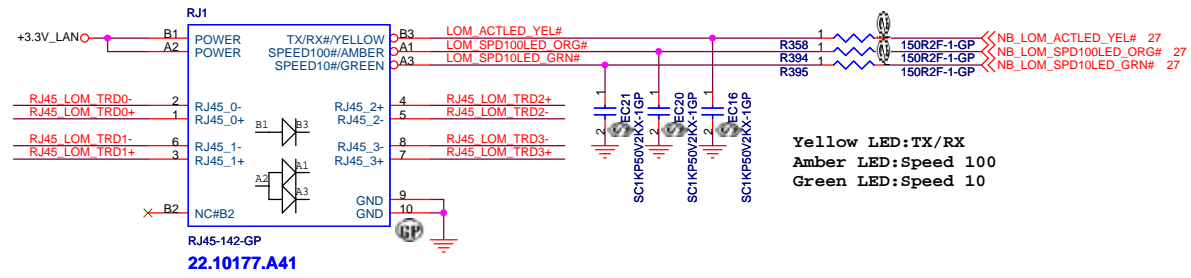 RJ1
+3.3V_LAN
B1 POWER
A2 POWER
TX/RX#/YELLOW B3 LOM_ACTLED_YEL#
SPEED100#/AMBER A1 LOM_SPD100LED_ORG#
SPEED10#/GREEN A3 LOM_SPD10LED_GRN#
R358 1 150R2F-1-GP NB_LOM_ACTLED_YEL# 27
R394 1 NB_LOM_SPD100LED_ORG# 27
R395 1 150R2F-1-GP NB_LOM_SPD10LED_GRN# 27
RJ45_LOM_TRD0- 2 RJ45_0-
RJ45_LOM_TRD0+ 1 RJ45_0+
RJ45_LOM_TRD1- 6 RJ45_1-
RJ45_LOM_TRD1+ 3 RJ45_1+
RJ45_2+ 4 RJ45_LOM_TRD2+
RJ45_2- 5 RJ45_LOM_TRD2-
RJ45_3- 8 RJ45_LOM_TRD3-
RJ45_3+ 7 RJ45_LOM_TRD3+
B1 B3
A2 A1
A3
B2 NC#B2
GND 9
GND 10
GP
RJ45-142-GP
22.10177.A41
1 2 EC21 SC1KP50V2KX-1GP
1 2 EC20 SC1KP50V2KX-1GP
1 2 EC16 SC1KP50V2KX-1GP
Yellow LED:TX/RX
Amber LED:Speed 100
Green LED:Speed 10